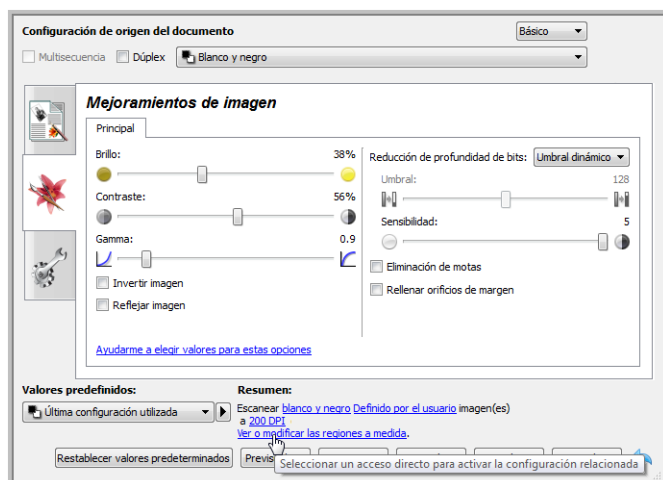 Configuración de origen del documento
Básico
Multisecuencia
Dúplex
Blanco y negro
Mejoramientos de imagen
Principal
Brillo:
38%
Contraste:
56%
Gamma:
0.9
Invertir imagen
Reflejar imagen
Ayudarme a elegir valores para estas opciones
Reducción de profundidad de bits:
Umbral dinámico
Umbral:
128
Sensibilidad:
5
Eliminación de motas
Rellenar orificios de margen
Valores predefinidos:
Última configuración utilizada
Resumen:
Escanear blanco y negro Definido por el usuario imagen(es)
a 200 DPI
Ver o modificar las regiones a medida.
Restablecer valores predeterminados
Seleccionar un acceso directo para activar la configuración relacionada